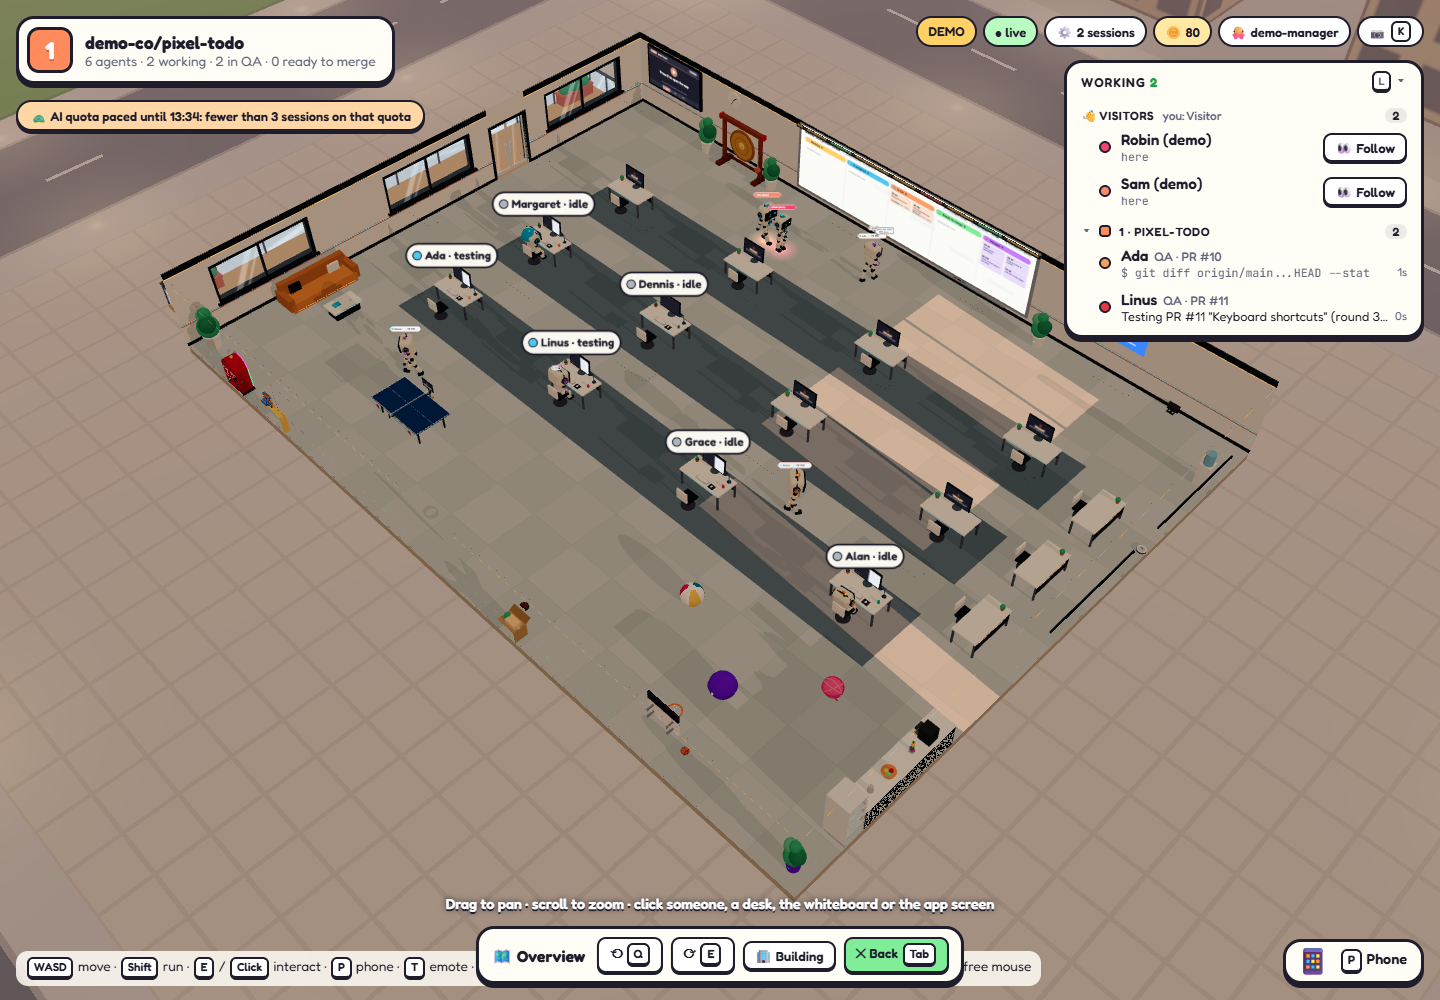 1
demo-co/pixel-todo
6 agents · 2 working · 2 in QA · 0 ready to merge
AI quota paced until 13:34: fewer than 3 sessions on that quota
DEMO
● live
2 sessions
80
demo-manager
K
WORKING 2
L
VISITORS you: Visitor
2
Robin (demo)
here
Follow
Sam (demo)
here
Follow
1 · PIXEL-TODO
2
Ada QA · PR #10
$ git diff origin/main...HEAD --stat 1s
Linus QA · PR #11
Testing PR #11 "Keyboard shortcuts" (round 3... 0s
Margaret · idle
Ada · testing
Dennis · idle
Linus · testing
Grace · idle
Alan · idle
Drag to pan · scroll to zoom · click someone, a desk, the whiteboard or the app screen
WASD move · Shift run · E / Click interact · P phone · T emote ·
free mouse
Overview
Q
E
Building
Back Tab
P Phone